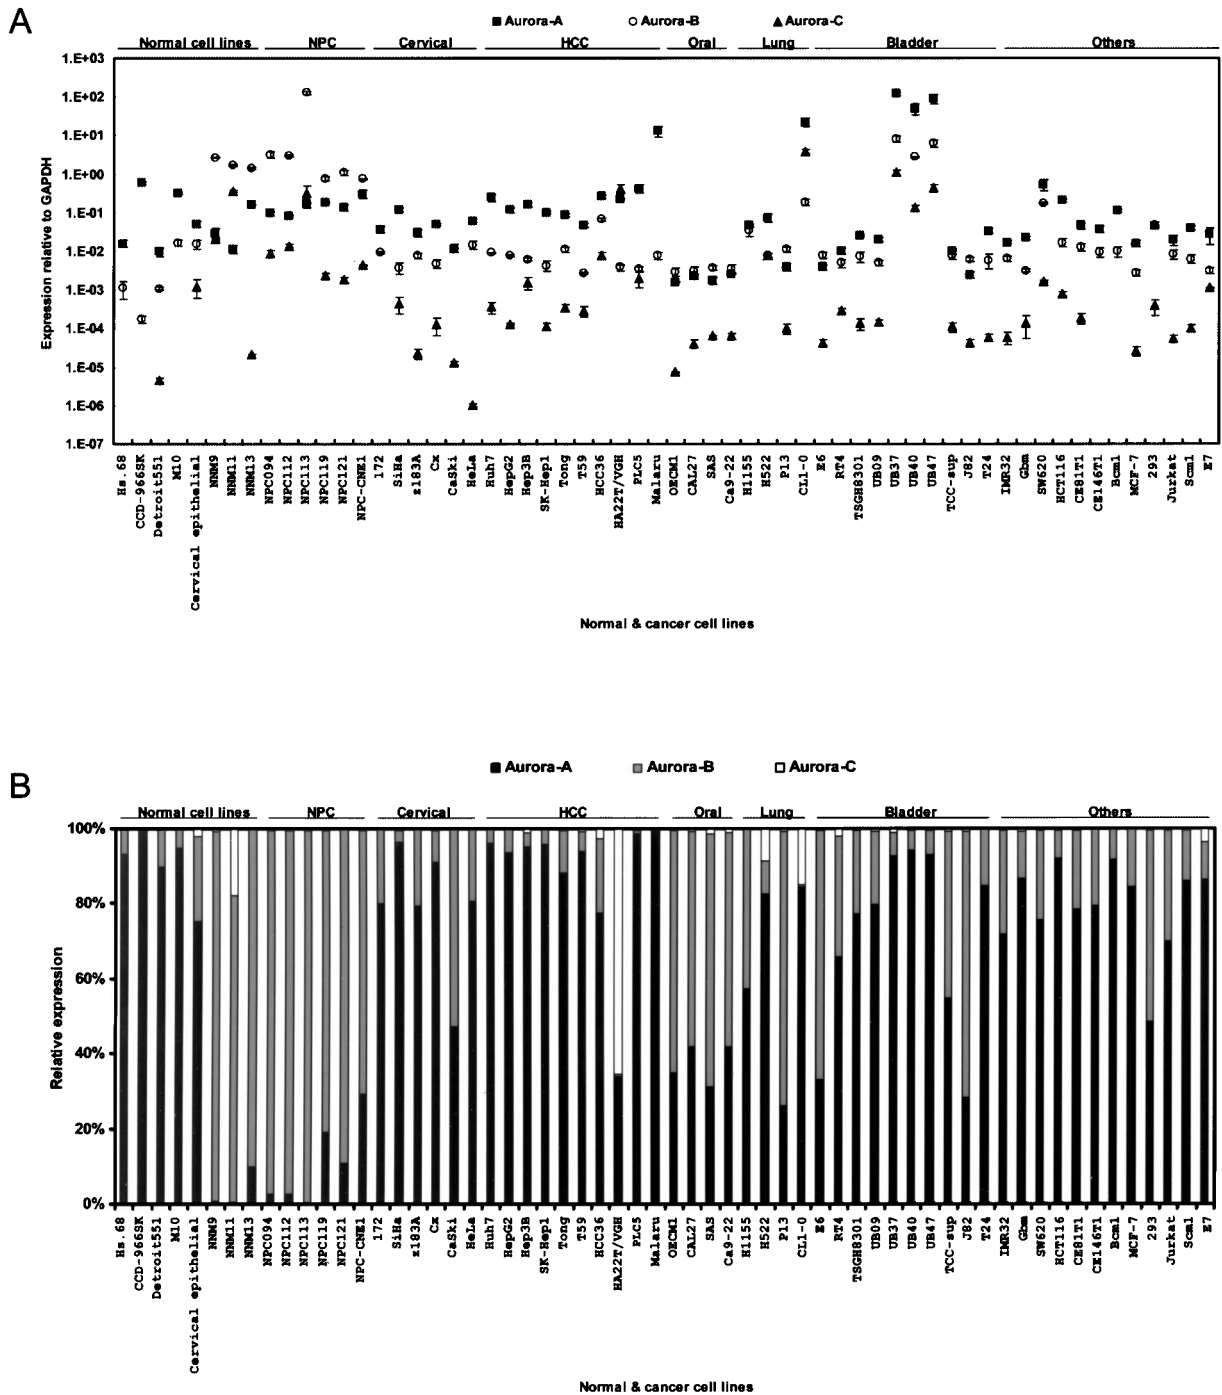 A
Aurora-A Aurora-B Aurora-C
Normal cell lines NPC Cervical HCC Oral Lung Bladder Others
1.E+03
1.E+02
1.E+01
1.E+00
1.E-01
1.E-02
1.E-03
1.E-04
1.E-05
1.E-06
1.E-07
Expression relative to GAPDH
Hs.68
CCD-966SK
Detroit551
M10
Cervical epithelial
NNM9
NNM11
NNM13
NPC094
NPC112
NPC113
NPC119
NPC121
NPC-CNE1
172
SiHa
z183A
Cx
CaSki
HeLa
Huh7
HepG2
Hep3B
SK-Hep1
Tong
T59
HCC36
HA22T/VGH
PLC5
Malaru
OECM1
CAL27
SAS
Ca9-22
H1155
H522
P13
CL1-0
E6
RT4
TSGH8301
UB09
UB37
UB40
UB47
TCC-sup
J82
T24
IMR32
Gbm
SW620
HCT116
CE81T1
CE146T1
Bcm1
MCF-7
293
Jurkat
Scm1
E7
Normal & cancer cell lines
B
Aurora-A Aurora-B Aurora-C
Normal cell lines NPC Cervical HCC Oral Lung Bladder Others
100%
80%
60%
40%
20%
0%
Relative expression
Hs.68
CCD-966SK
Detroit551
M10
Cervical epithelial
NNM9
NNM11
NNM13
NPC094
NPC112
NPC113
NPC119
NPC121
NPC-CNE1
172
SiHa
z183A
Cx
CaSki
HeLa
Huh7
HepG2
Hep3B
SK-Hep1
Tong
T59
HCC36
HA22T/VGH
PLC5
Malaru
OECM1
CAL27
SAS
Ca9-22
H1155
H522
P13
CL1-0
E6
RT4
TSGH8301
UB09
UB37
UB40
UB47
TCC-sup
J82
T24
IMR32
Gbm
SW620
HCT116
CE81T1
CE146T1
Bcm1
MCF-7
293
Jurkat
Scm1
E7
Normal & cancer cell lines